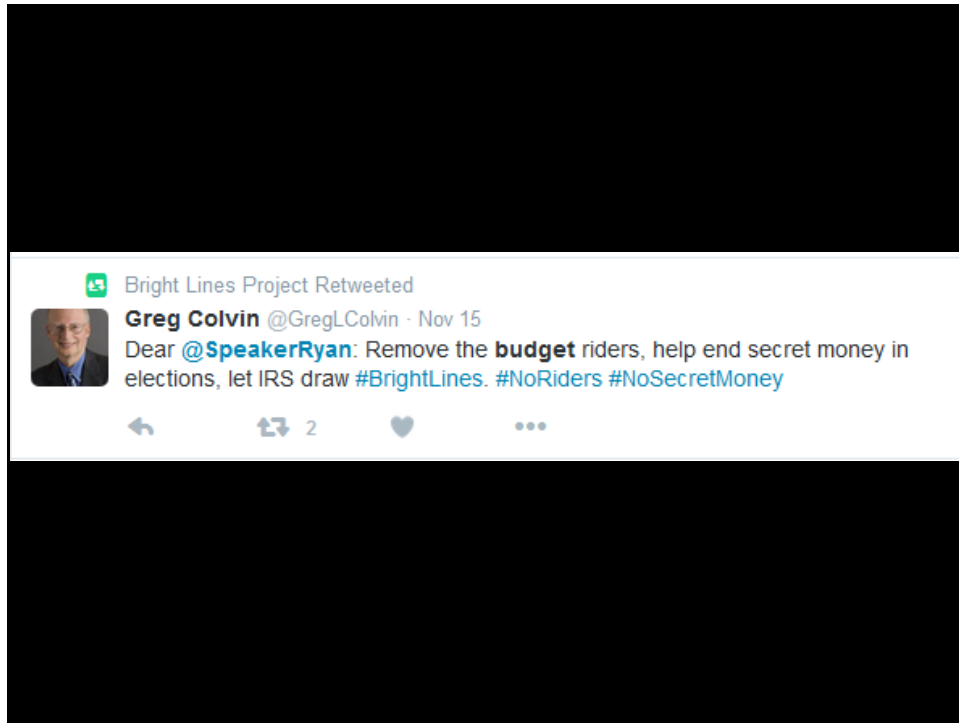 Bright Lines Project Retweeted
Greg Colvin @GregLColvin · Nov 15
Dear @SpeakerRyan: Remove the budget riders, help end secret money in
elections, let IRS draw #BrightLines. #NoRiders #NoSecretMoney
2